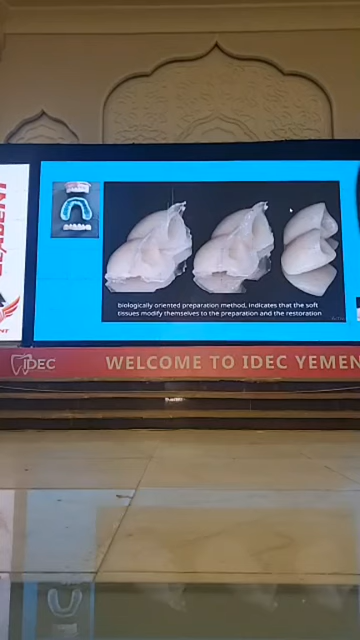 biologically oriented preparation method, indicates that the soft
tissues modify themselves to the preparation and the restoration
IDEC
WELCOME TO IDEC YEMEN